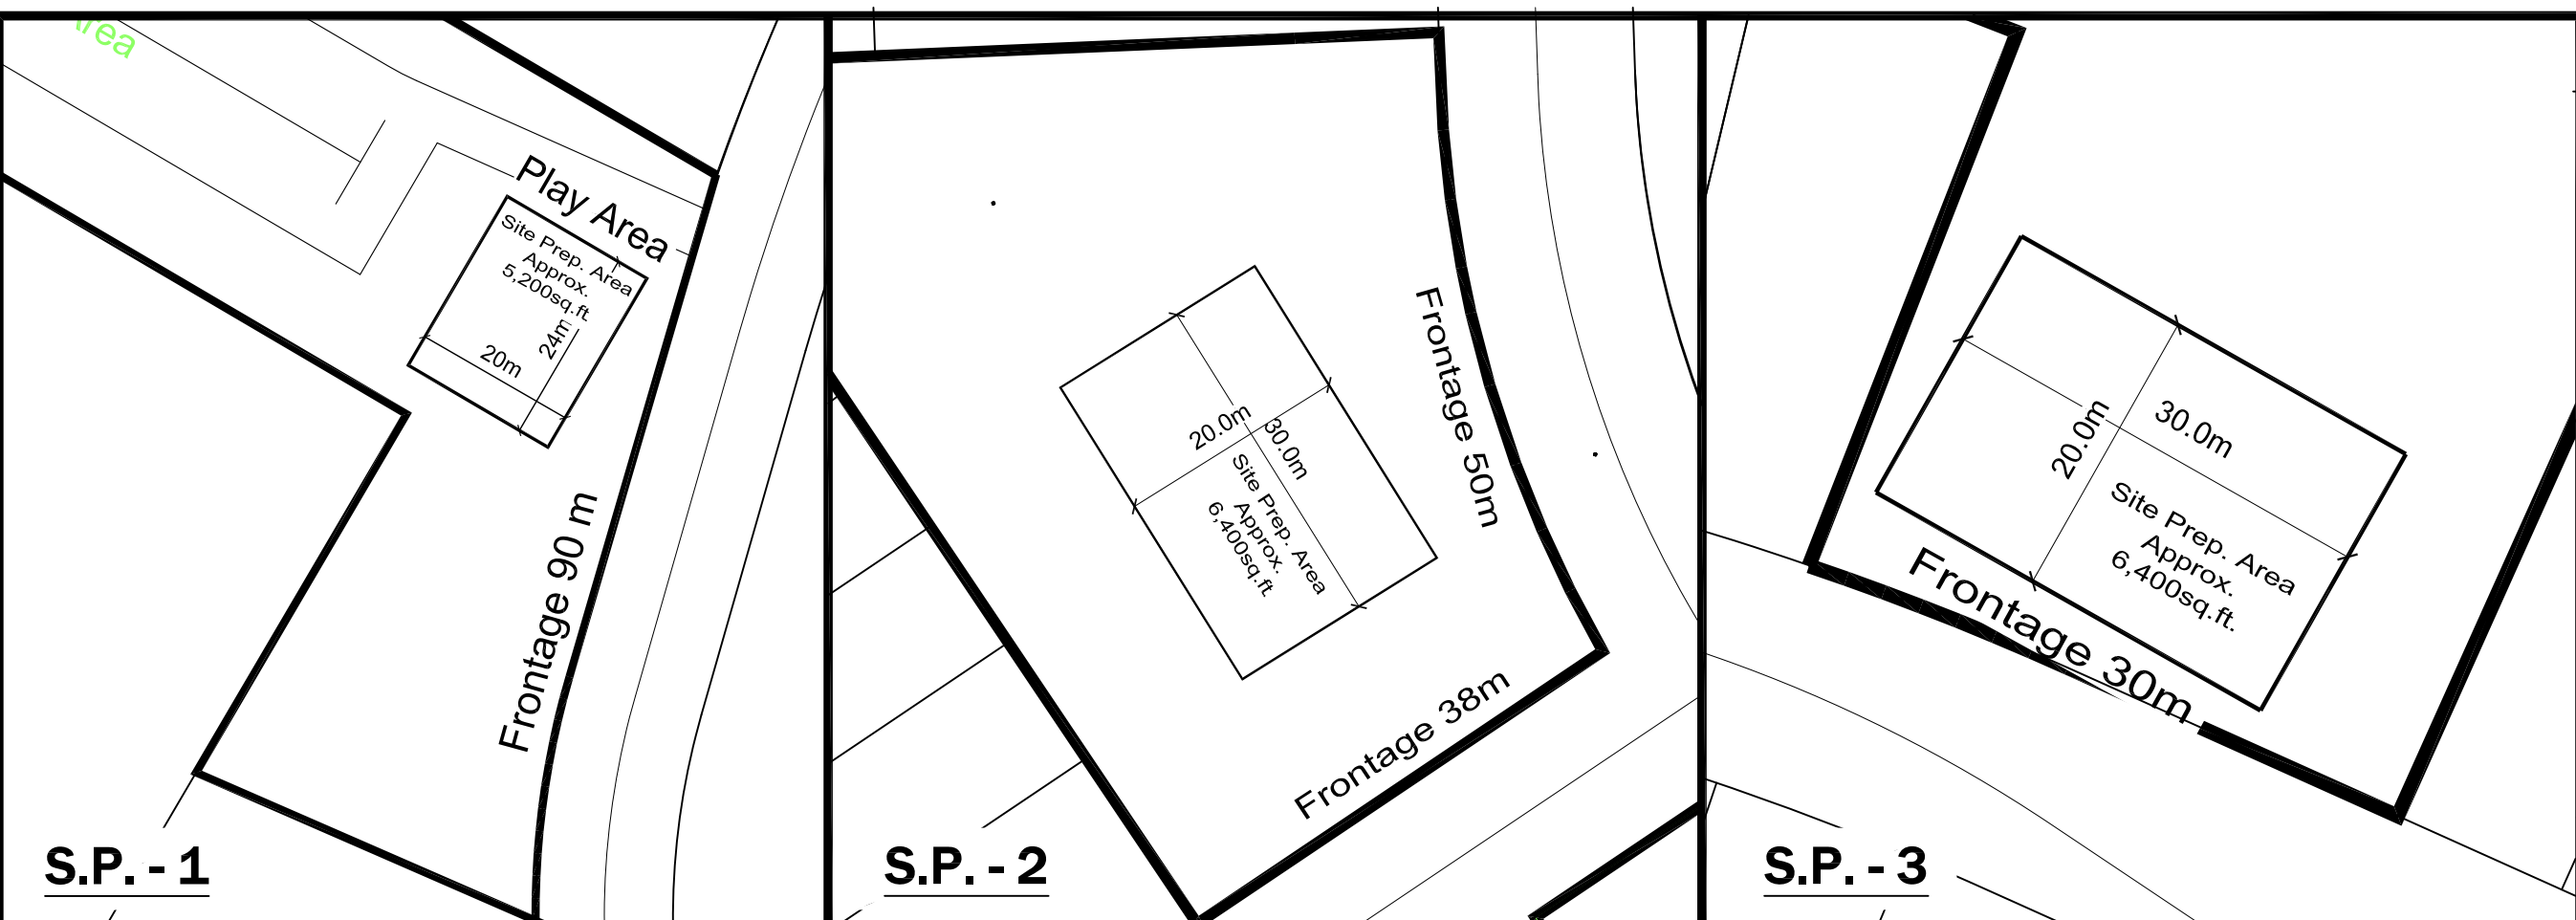 Area
Play Area
Site Prep. Area
Approx.
5,200sq.ft.
24m
20m
Frontage 90 m
S.P. - 1
Frontage 50m
20.0m
30.0m
Site Prep. Area
Approx.
6,400sq.ft
Frontage 38m
S.P. - 2
30.0m
20.0m
Site Prep. Area
Approx.
6,400sq.ft.
Frontage 30m
S.P. - 3